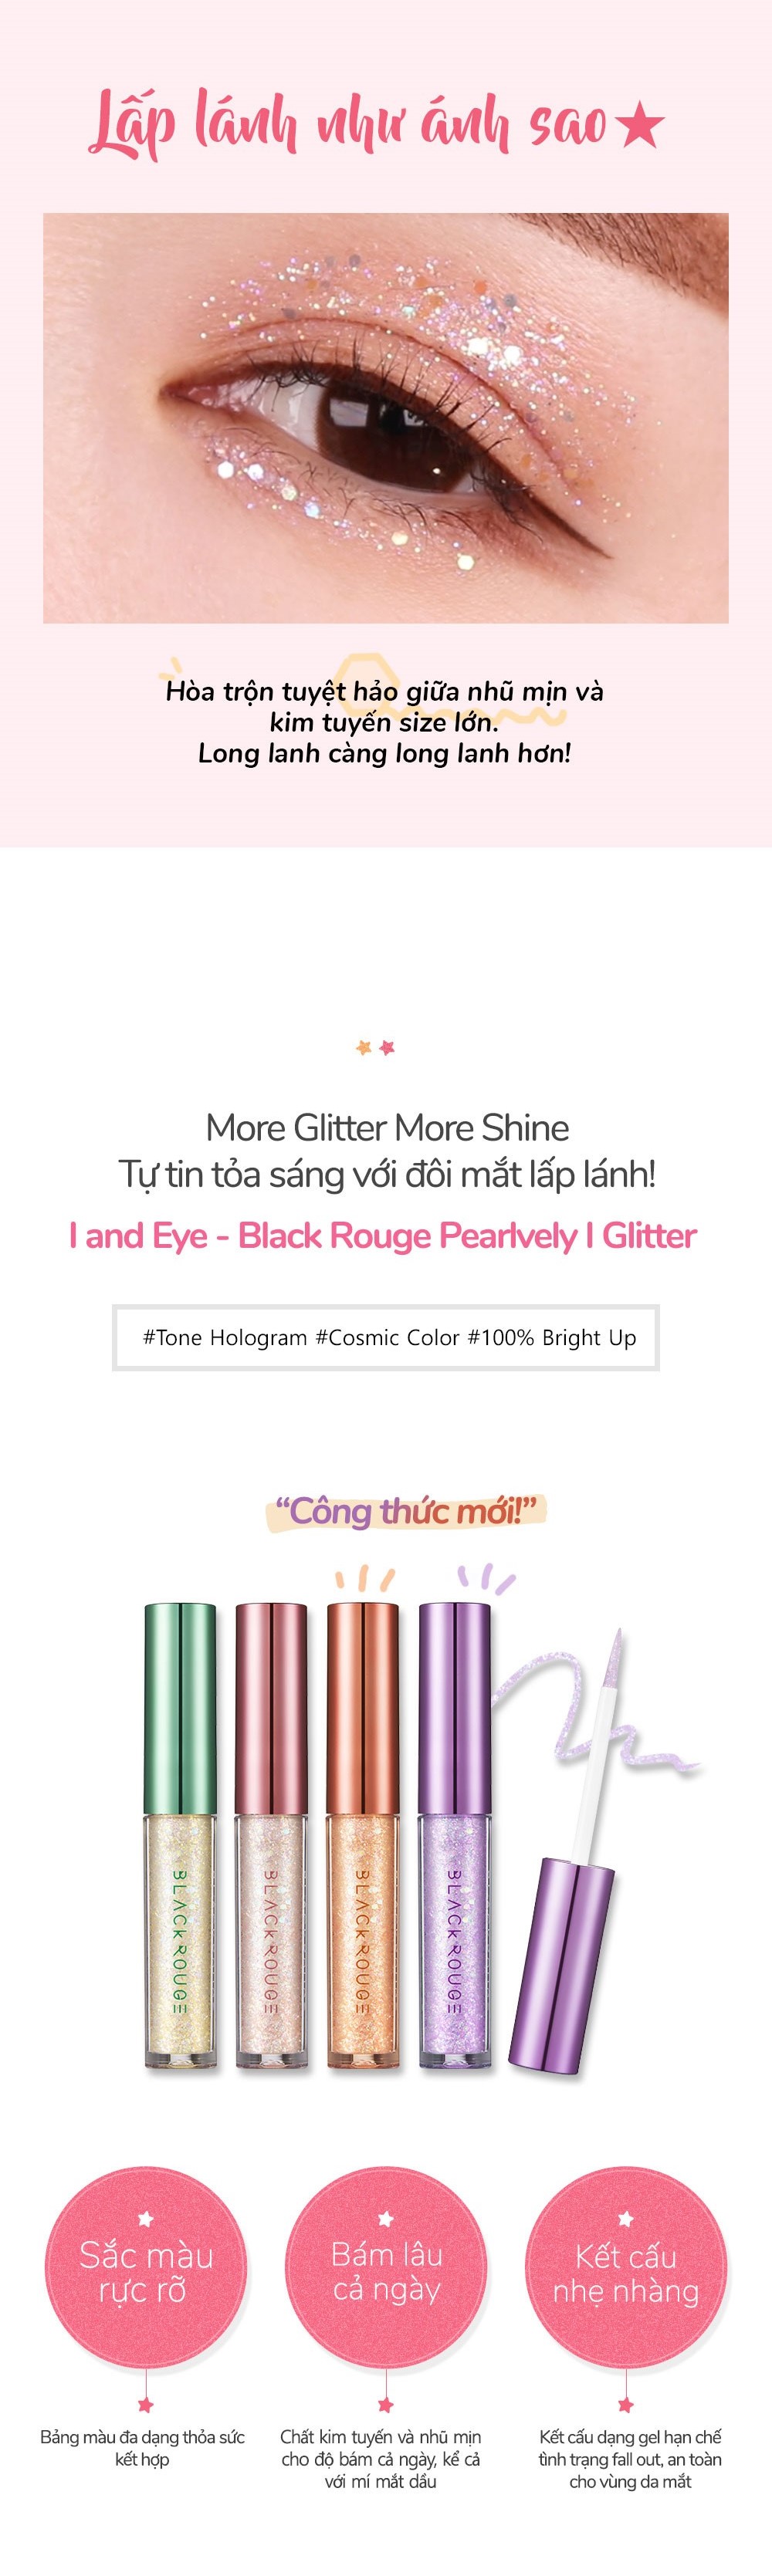 Lấp lánh như ánh sao
Hòa trộn tuyệt hảo giữa nhũ mịn và
kim tuyến size lớn.
Long lanh càng long lanh hơn!
More Glitter More Shine
Tự tin tỏa sáng với đôi mắt lấp lánh!
I and Eye - Black Rouge Pearlvely I Glitter
#Tone Hologram #Cosmic Color #100% Bright Up
“Công thức mới!”
BLACK ROUGE
BLACK ROUGE
BLACK ROUGE
BLACK ROUGE
Sắc màu
rực rỡ
Bảng màu đa dạng thỏa sức
kết hợp
Bám lâu
cả ngày
Chất kim tuyến và nhũ mịn
cho độ bám cả ngày, kể cả
với mí mắt dầu
Kết cấu
nhẹ nhàng
Kết cấu dạng gel hạn chế
tình trạng fall out, an toàn
cho vùng da mắt